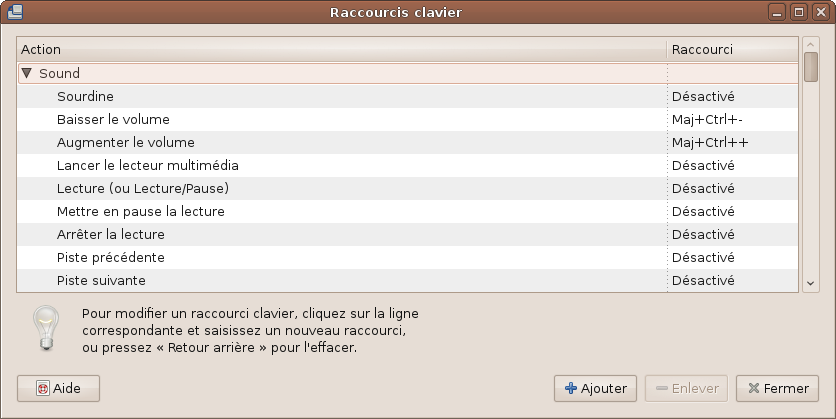 Raccourcis clavier
Action Raccourci
Sound
Sourdine Désactivé
Baisser le volume Maj+Ctrl+-
Augmenter le volume Maj+Ctrl++
Lancer le lecteur multimédia Désactivé
Lecture (ou Lecture/Pause) Désactivé
Mettre en pause la lecture Désactivé
Arrêter la lecture Désactivé
Piste précédente Désactivé
Piste suivante Désactivé
Pour modifier un raccourci clavier, cliquez sur la ligne
correspondante et saisissez un nouveau raccourci,
ou pressez « Retour arrière » pour l'effacer.
Aide Ajouter Enlever Fermer